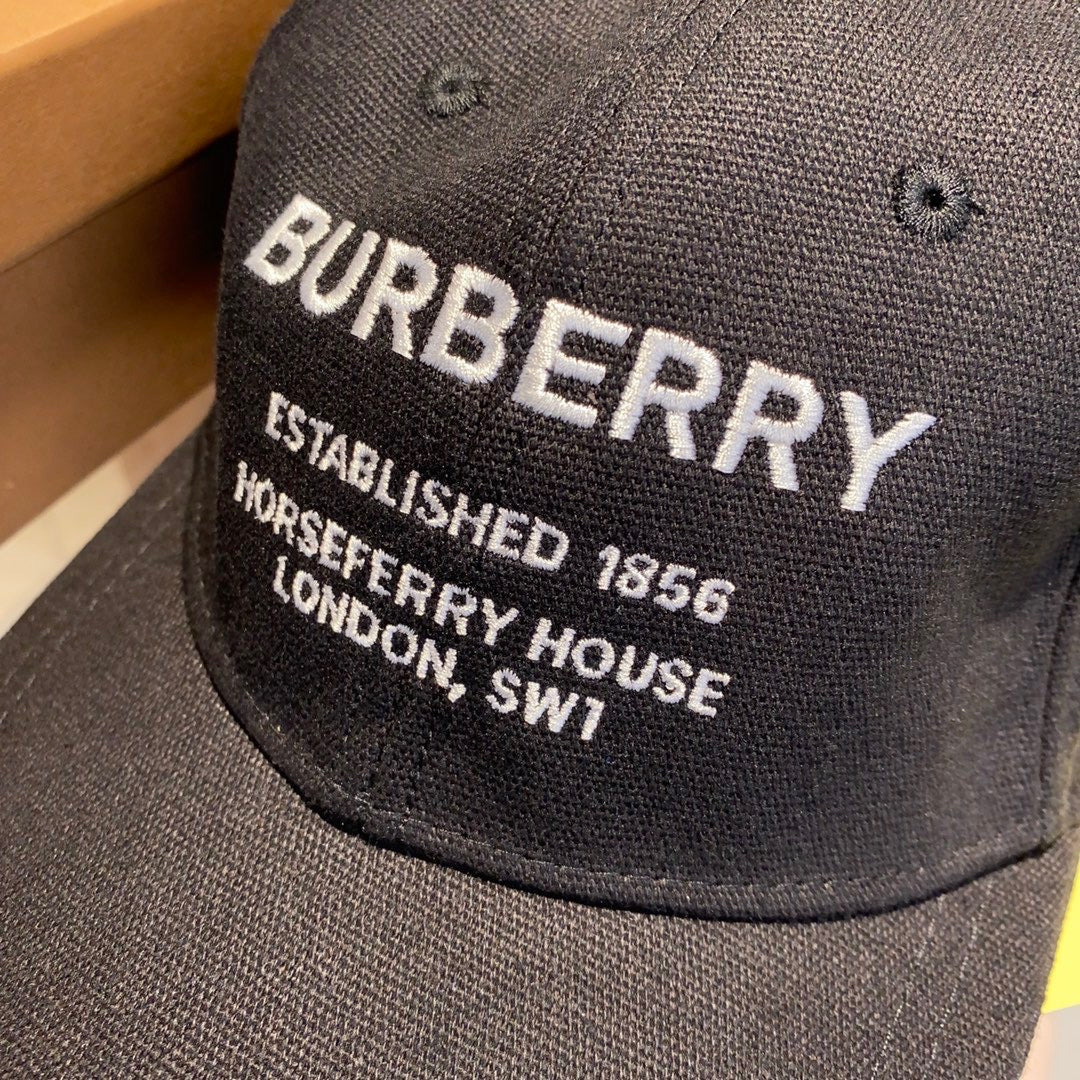 BURBERRY
ESTABLISHED 1856
HORSEFERRY HOUSE
LONDON, SW1